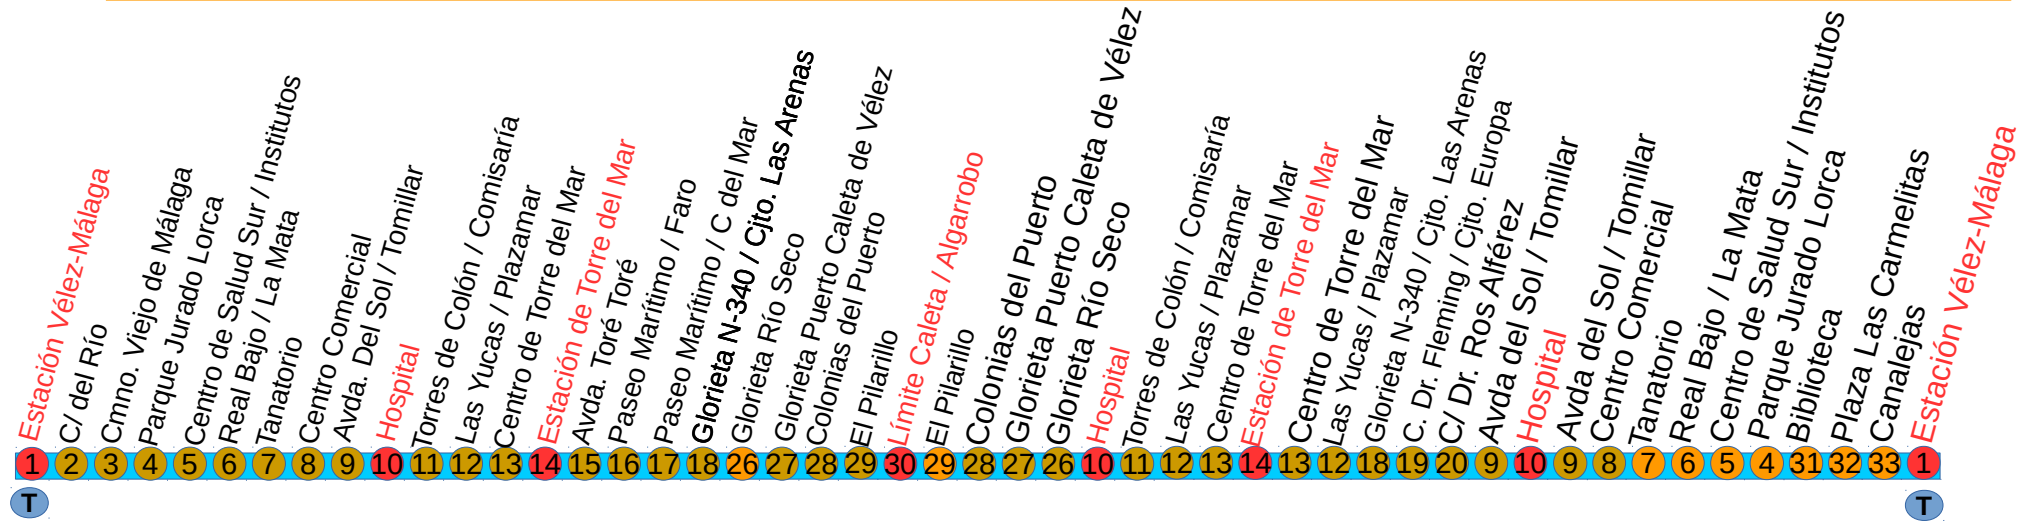 Estación Vélez-Málaga
C/ del Río
Cmno. Viejo de Málaga
Parque Jurado Lorca
Centro de Salud Sur / Institutos
Real Bajo / La Mata
Tanatorio
Centro Comercial
Avda. Del Sol / Tomillar
Hospital
Torres de Colón / Comisaría
Las Yucas / Plazamar
Centro de Torre del Mar
Estación de Torre del Mar
Avda. Toré Toré
Paseo Marítimo / Faro
Paseo Marítimo / C del Mar
Glorieta N-340 / Cjto. Las Arenas
Glorieta Río Seco
Glorieta Puerto Caleta de Vélez
Colonias del Puerto
El Pilarillo
Límite Caleta / Algarrobo
El Pilarillo
Colonias del Puerto
Glorieta Puerto Caleta de Vélez
Glorieta Río Seco
Hospital
Torres de Colón / Comisaría
Las Yucas / Plazamar
Centro de Torre del Mar
Estación de Torre del Mar
Centro de Torre del Mar
Las Yucas / Plazamar
Glorieta N-340 / Cjto. Las Arenas
C. Dr. Fleming / Cjto. Europa
C/ Dr. Ros Alférez
Avda del Sol / Tomillar
Hospital
Avda del Sol / Tomillar
Centro Comercial
Tanatorio
Real Bajo / La Mata
Centro de Salud Sur / Institutos
Parque Jurado Lorca
Biblioteca
Plaza Las Carmelitas
Canalejas
Estación Vélez-Málaga
1 2 3 4 5 6 7 8 9 10 11 12 13 14 15 16 17 18 26 27 28 29 30 29 28 27 26 10 11 12 13 14 13 12 18 19 20 9 10 9 8 7 6 5 4 31 32 33 1
T T